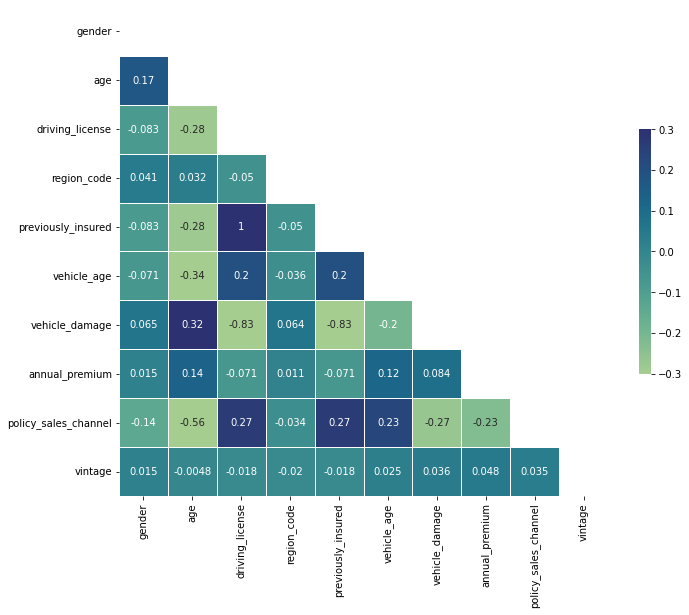 gender
age 0.17
driving_license -0.083 -0.28
region_code 0.041 0.032 -0.05
previously_insured -0.083 -0.28 1 -0.05
vehicle_age -0.071 -0.34 0.2 -0.036 0.2
vehicle_damage 0.065 0.32 -0.83 0.064 -0.83 -0.2
annual_premium 0.015 0.14 -0.071 0.011 -0.071 0.12 0.084
policy_sales_channel -0.14 -0.56 0.27 -0.034 0.27 0.23 -0.27 -0.23
vintage 0.015 -0.0048 -0.018 -0.02 -0.018 0.025 0.036 0.048 0.035
gender
age
driving_license
region_code
previously_insured
vehicle_age
vehicle_damage
annual_premium
policy_sales_channel
vintage
0.3
0.2
0.1
0.0
−0.1
−0.2
−0.3